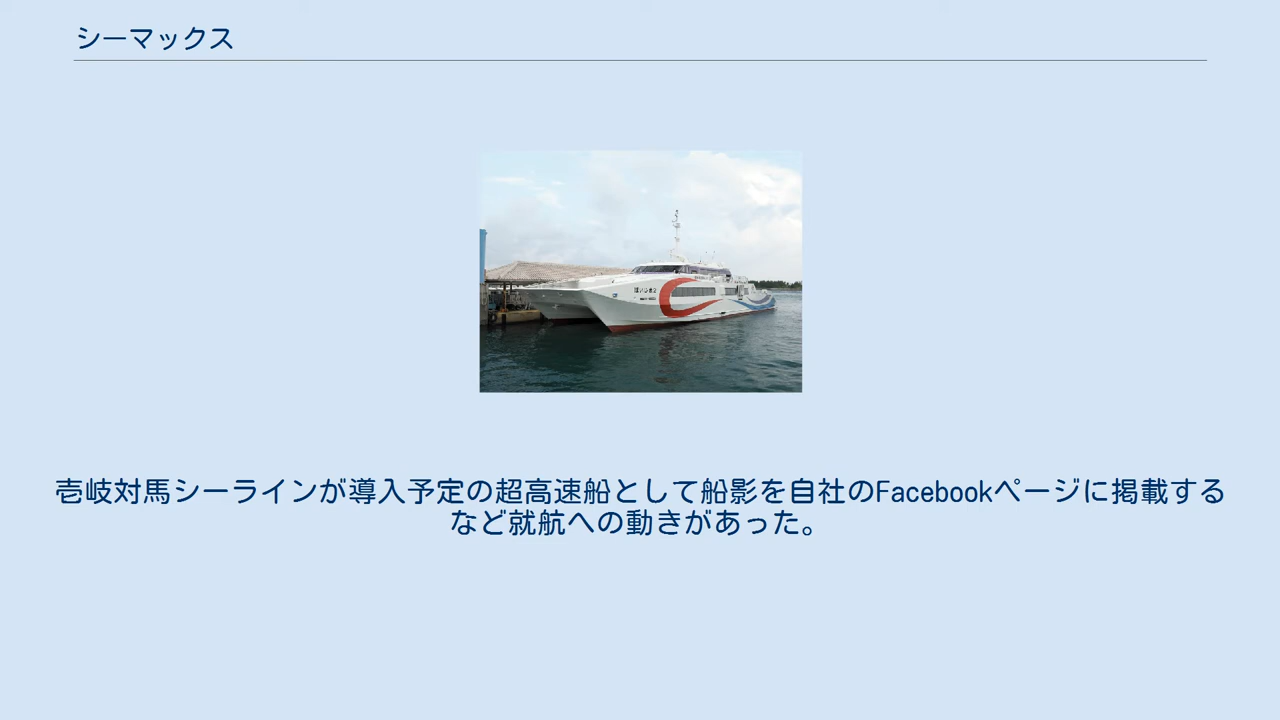 シーマックス
壱岐対馬シーラインが導入予定の超高速船として船影を自社のFacebookページに掲載する
など就航への動きがあった。